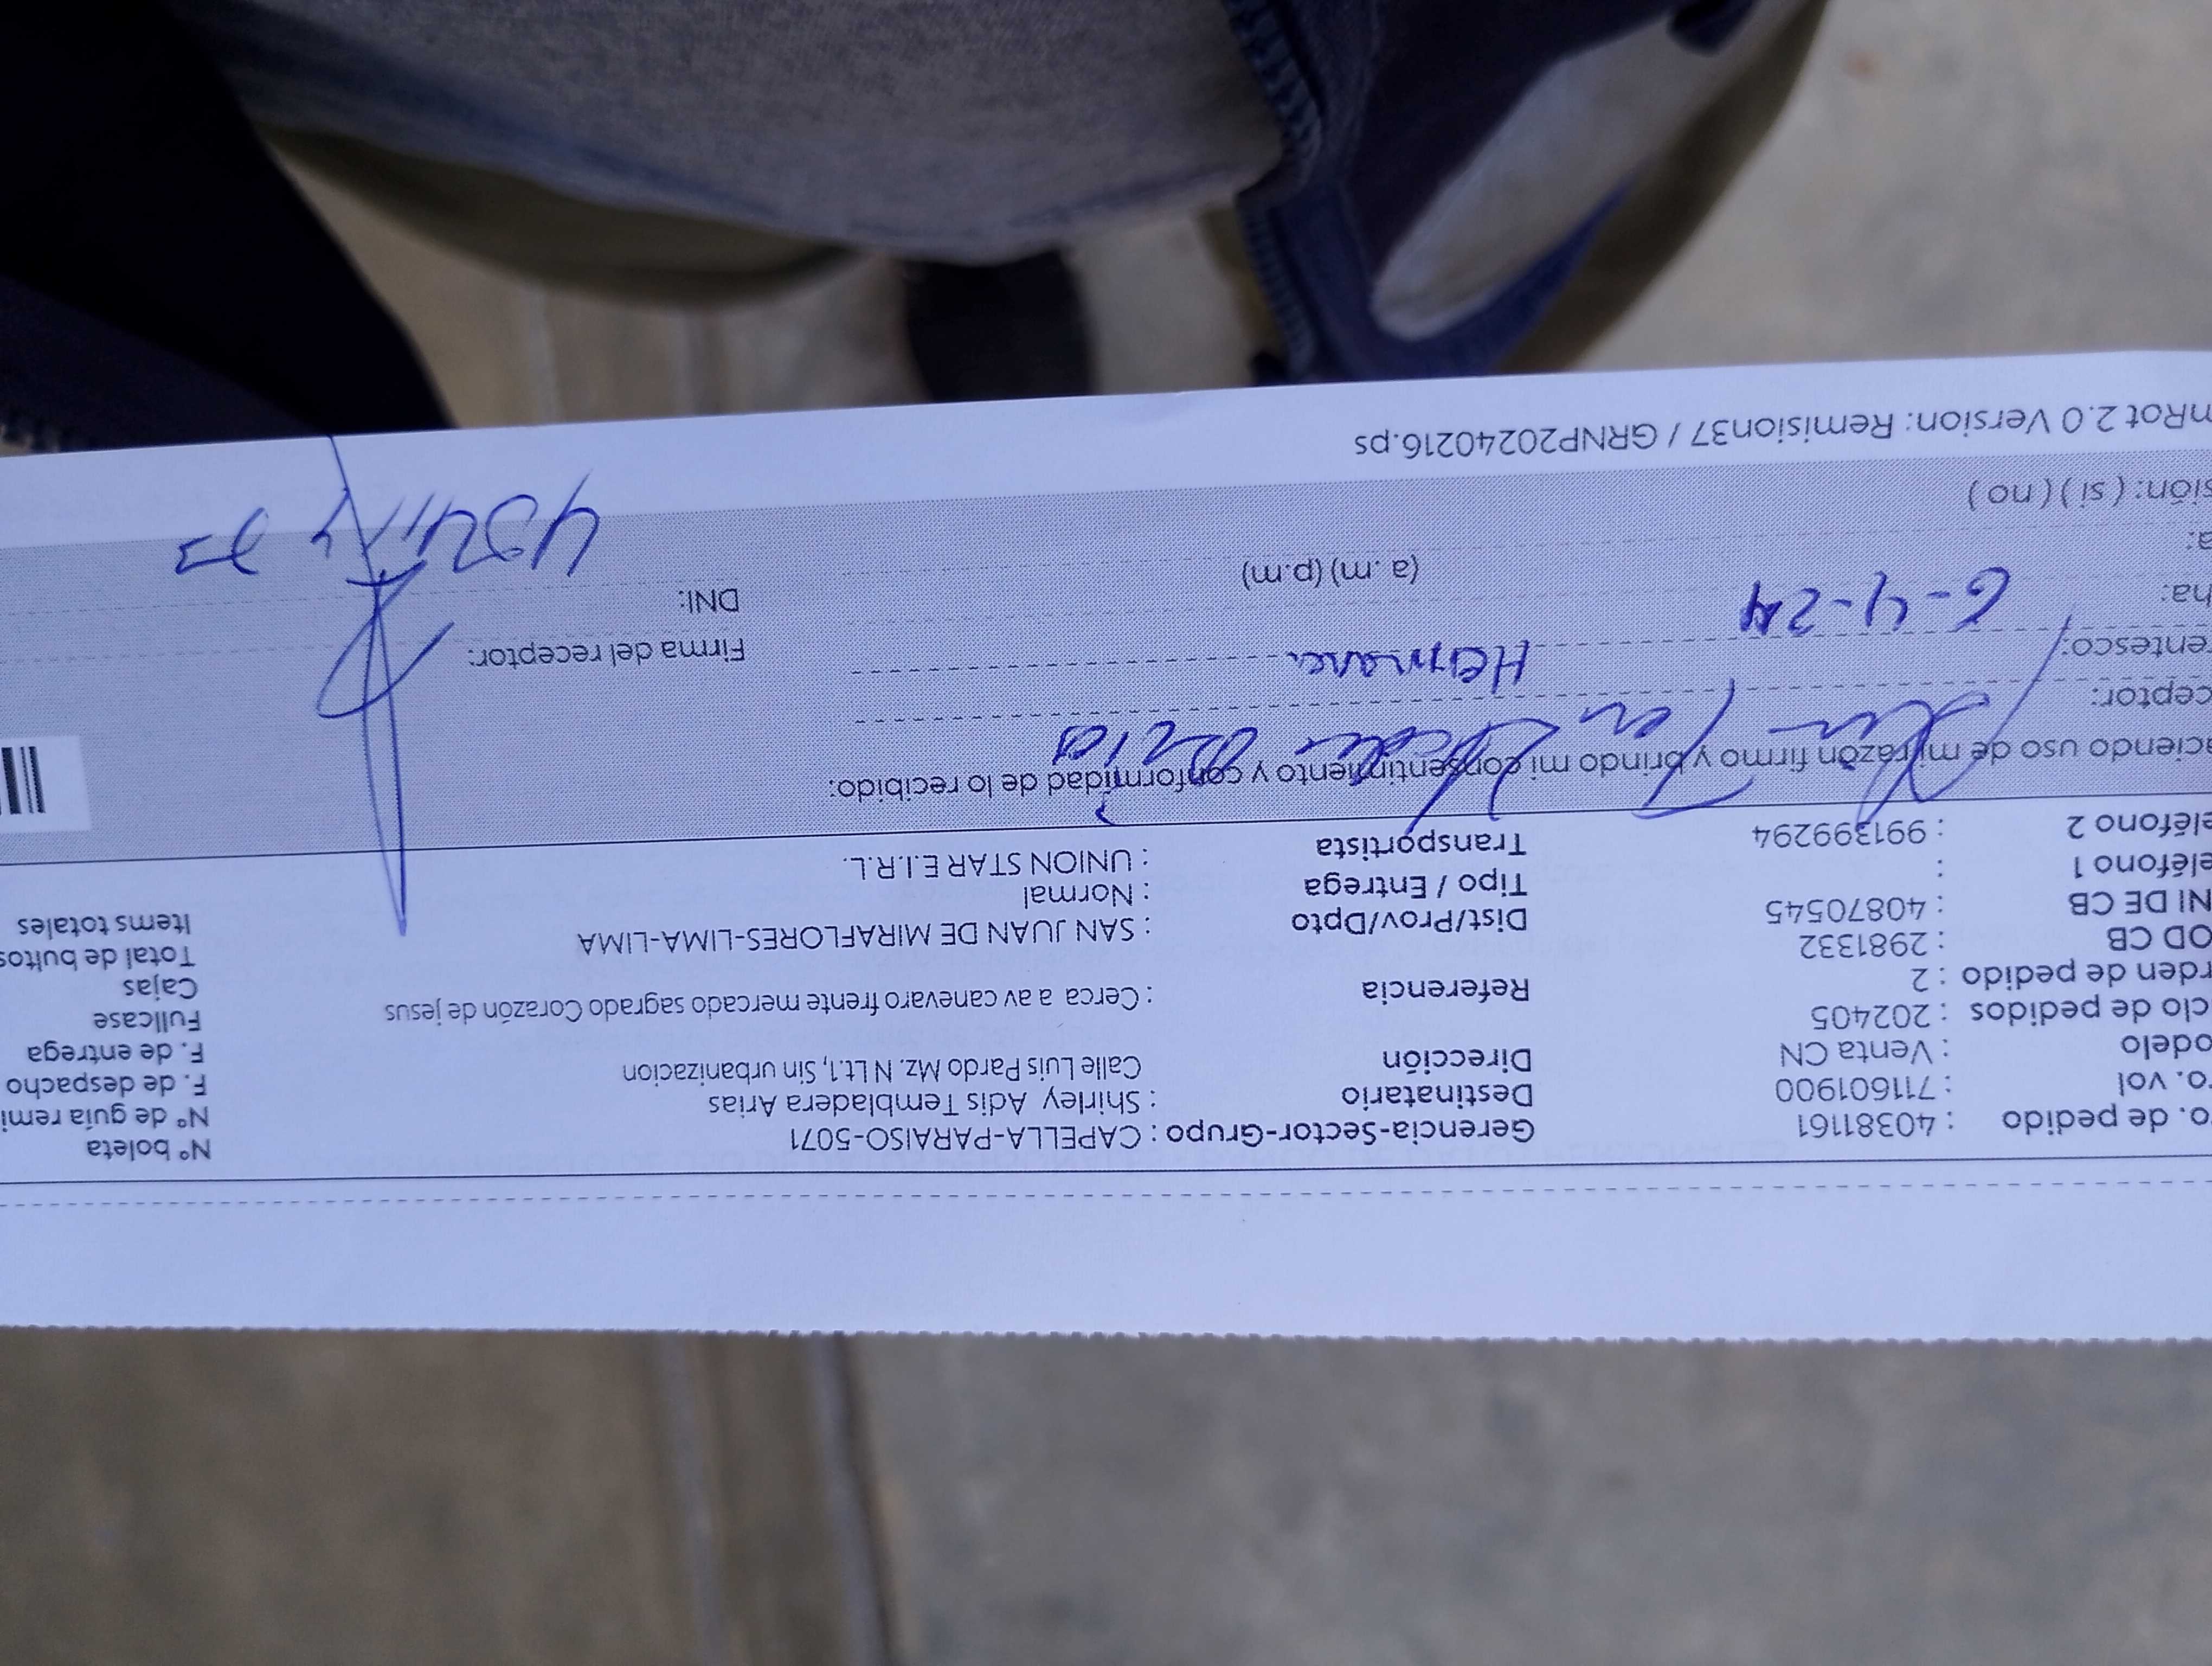 ro. de pedido : 40381161 Gerencia-Sector-Grupo : CAPELLA-PARAISO-5071 N° boleta
ro. vol : 711601900 Destinatario : Shirley Adis Tembladera Arias N° de guía remi
odelo : Venta CN Dirección Calle Luis Pardo Mz. N Lt.1, Sin urbanizacion F. de despacho
clo de pedidos : 202405 F. de entrega
rden de pedido : 2 Referencia : Cerca a av canevaro frente mercado sagrado Corazón de jesus Fullcase
OD CB : 2981332 Cajas
NI DE CB : 40870545 Dist/Prov/Dpto : SAN JUAN DE MIRAFLORES-LIMA-LIMA Total de bultos
eléfono 1 : Tipo / Entrega : Normal Items totales
eléfono 2 : 991399294 Transportista : UNION STAR E.I.R.L.
aciendo uso de mi razón firmo y brindo mi consentimiento y conformidad de lo recibido:
ceptor:
entesco: Hermana Firma del receptor:
ha: 6-4-24 DNI:
a: (a.m) (p.m)
sión: ( si ) ( no )
nRot 2.0 Version: Remision37 / GRNP20240216.ps